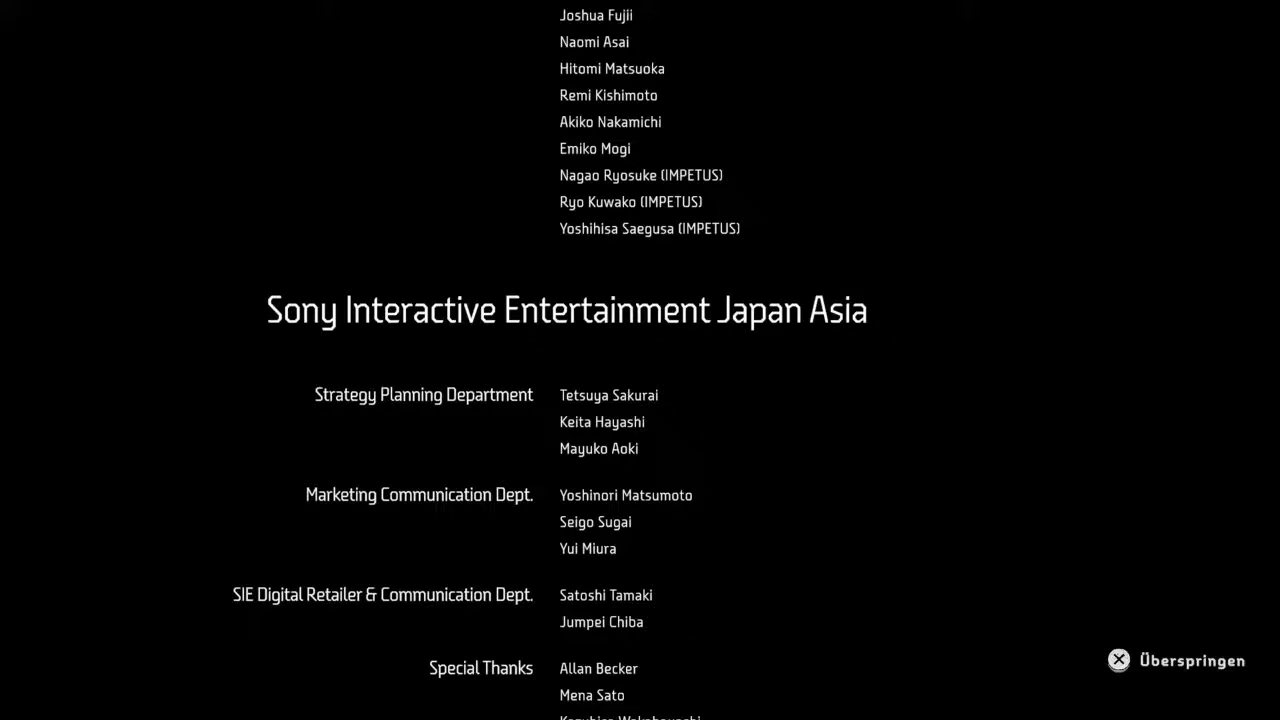 Joshua Fujii
Naomi Asai
Hitomi Matsuoka
Remi Kishimoto
Akiko Nakamichi
Emiko Mogi
Nagao Ryosuke (IMPETUS)
Ryo Kuwako (IMPETUS)
Yoshihisa Saegusa (IMPETUS)
Sony Interactive Entertainment Japan Asia
Strategy Planning Department Tetsuya Sakurai
Keita Hayashi
Mayuko Aoki
Marketing Communication Dept. Yoshinori Matsumoto
Seigo Sugai
Yui Miura
SIE Digital Retailer & Communication Dept. Satoshi Tamaki
Jumpei Chiba
Special Thanks Allan Becker
Mena Sato
Überspringen